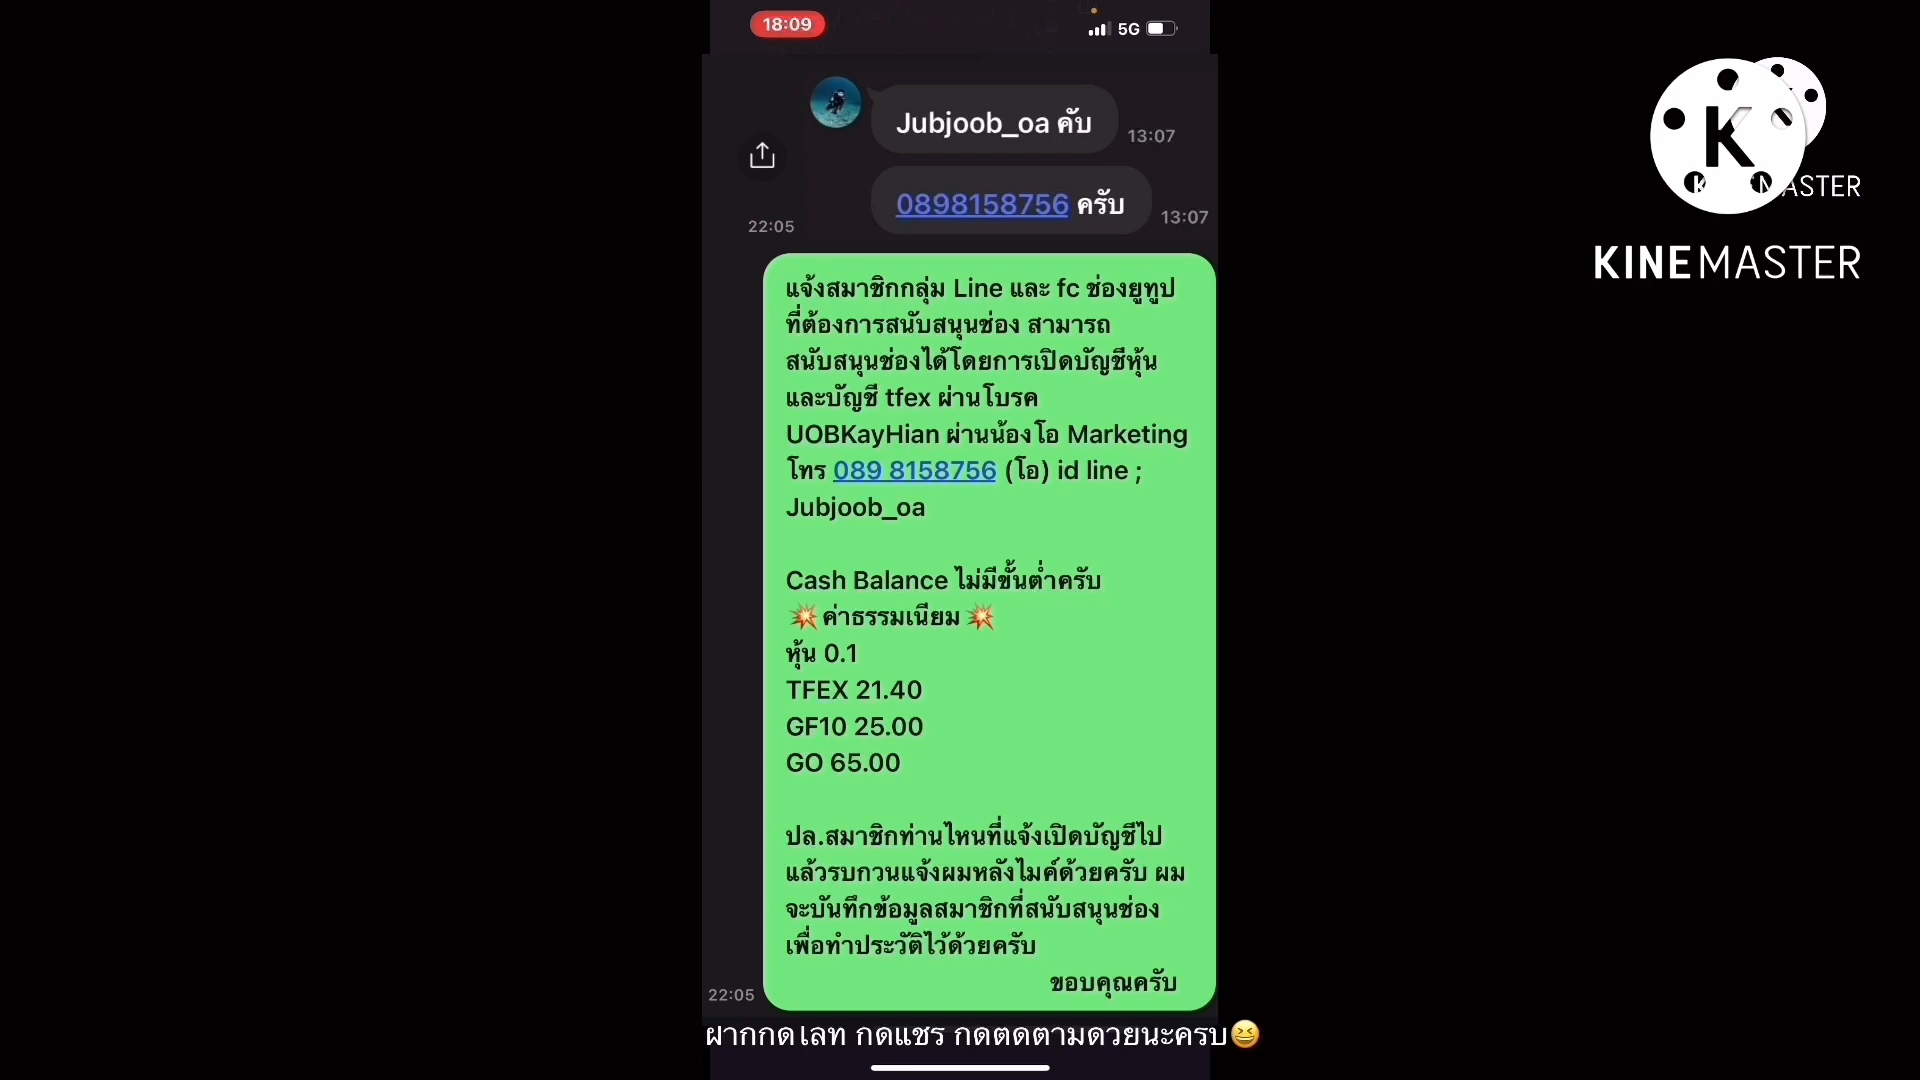 18:09
5G
Jubjoob_oa คับ
13:07
0898158756 ครับ
13:07
22:05
แจ้งสมาชิกกลุ่ม Line และ fc ช่องยูทูป
ที่ต้องการสนับสนุนช่อง สามารถ
สนับสนุนช่องได้โดยการเปิดบัญชีหุ้น
และบัญชี tfex ผ่านโบรค
UOBKayHian ผ่านน้องโอ Marketing
โทร 089 8158756 (โอ) id line ;
Jubjoob_oa
Cash Balance ไม่มีขั้นต่ำครับ
💥ค่าธรรมเนียม💥
หุ้น 0.1
TFEX 21.40
GF10 25.00
GO 65.00
ปล.สมาชิกท่านไหนที่แจ้งเปิดบัญชีไป
แล้วรบกวนแจ้งผมหลังไมค์ด้วยครับ ผม
จะบันทึกข้อมูลสมาชิกที่สนับสนุนช่อง
เพื่อทำประวัติไว้ด้วยครับ
ขอบคุณครับ
22:05
ฝากกดไลท กดแชร กดตดตามดวยนะครบ😆
KINEMASTER